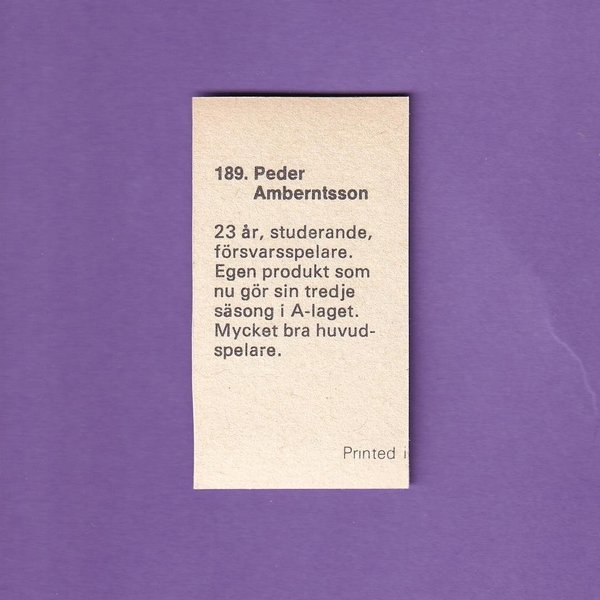 189. Peder
Amberntsson
23 år, studerande,
försvarsspelare.
Egen produkt som
nu gör sin tredje
säsong i A-laget.
Mycket bra huvud-
spelare.
Printed i